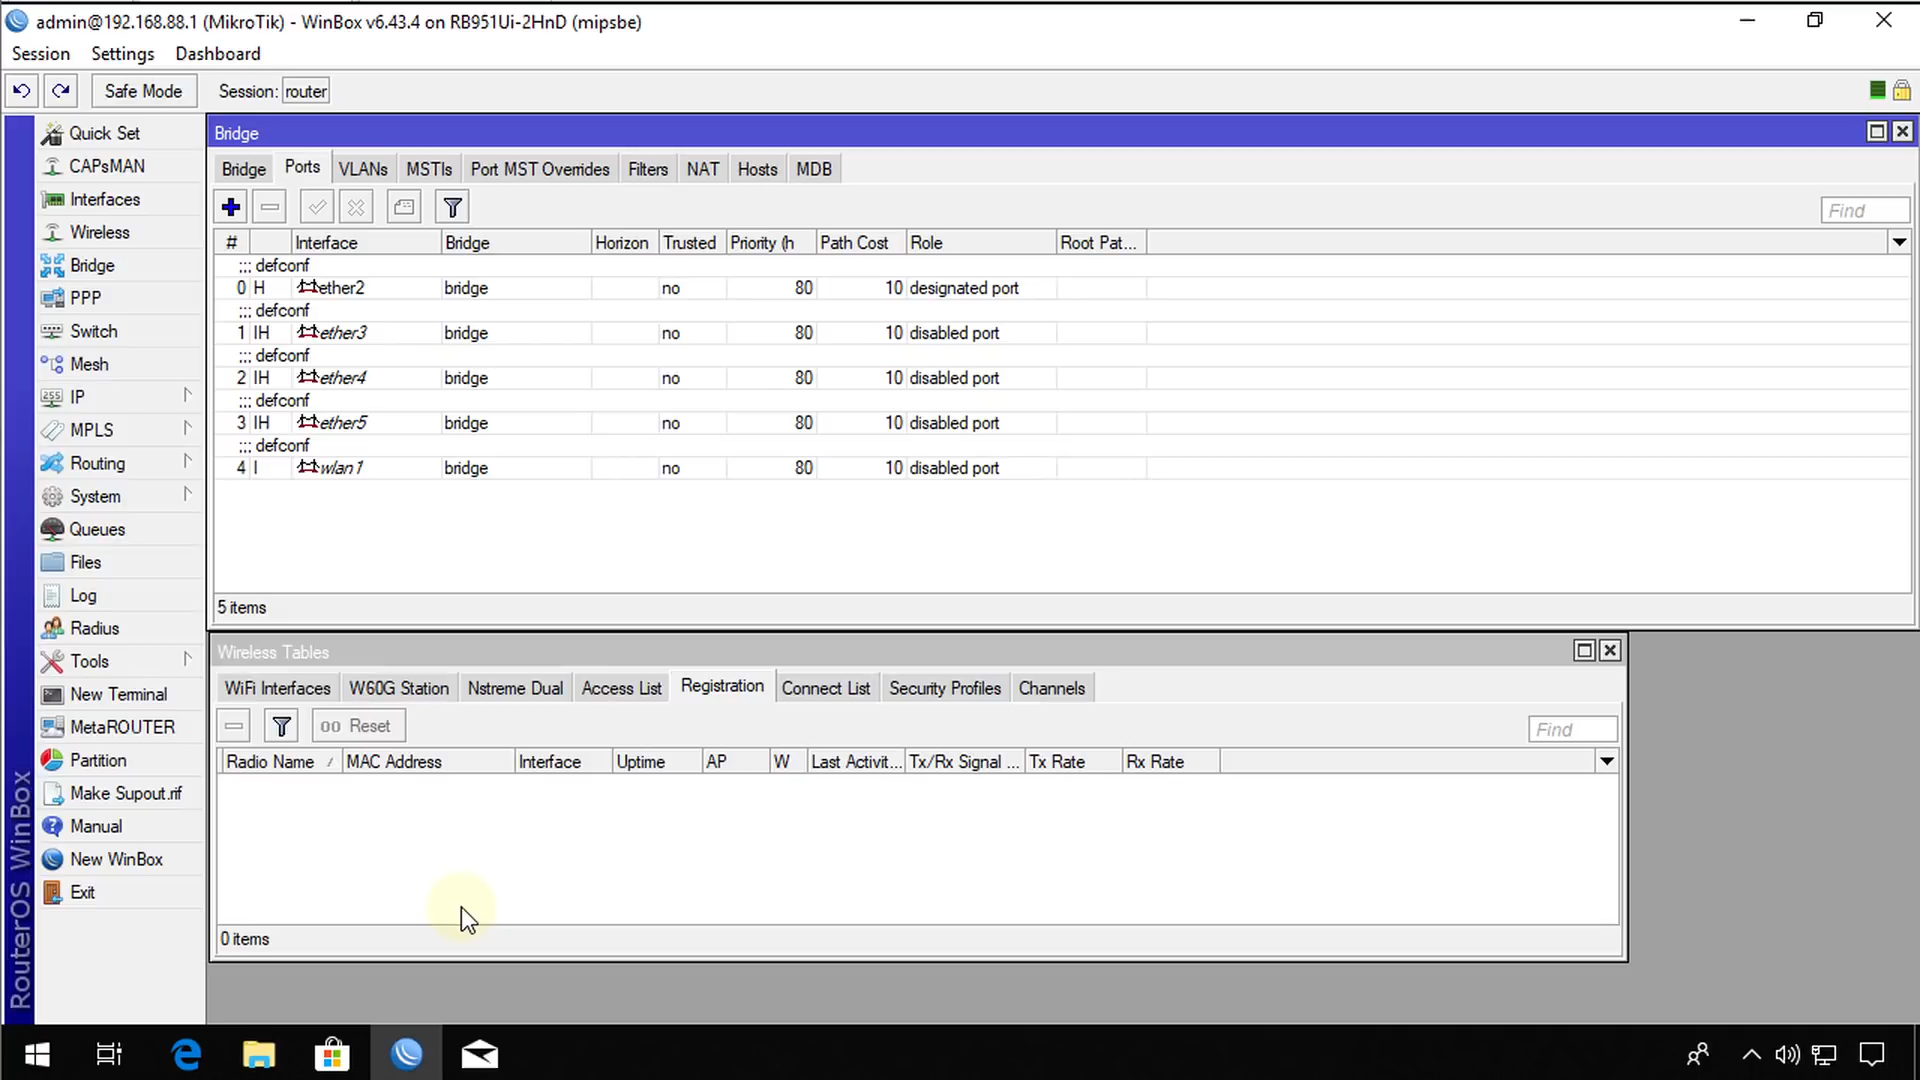 admin@192.168.88.1 (MikroTik) - WinBox v6.43.4 on RB951Ui-2HnD (mipsbe)
Session Settings Dashboard
Safe Mode Session: router
Quick Set
CAPsMAN
Interfaces
Wireless
Bridge
PPP
Switch
Mesh
IP
MPLS
Routing
System
Queues
Files
Log
Radius
Tools
New Terminal
MetaROUTER
Partition
Make Supout.rif
Manual
New WinBox
Exit
RouterOS WinBox
Bridge
Bridge Ports VLANs MSTIs Port MST Overrides Filters NAT Hosts MDB
Find
# Interface Bridge Horizon Trusted Priority (h Path Cost Role Root Pat...
;;; defconf
0 H ether2 bridge no 80 10 designated port
;;; defconf
1 IH ether3 bridge no 80 10 disabled port
;;; defconf
2 IH ether4 bridge no 80 10 disabled port
;;; defconf
3 IH ether5 bridge no 80 10 disabled port
;;; defconf
4 I wlan1 bridge no 80 10 disabled port
5 items
Wireless Tables
WiFi Interfaces W60G Station Nstreme Dual Access List Registration Connect List Security Profiles Channels
00 Reset Find
Radio Name / MAC Address Interface Uptime AP W Last Activit... Tx/Rx Signal ... Tx Rate Rx Rate
0 items